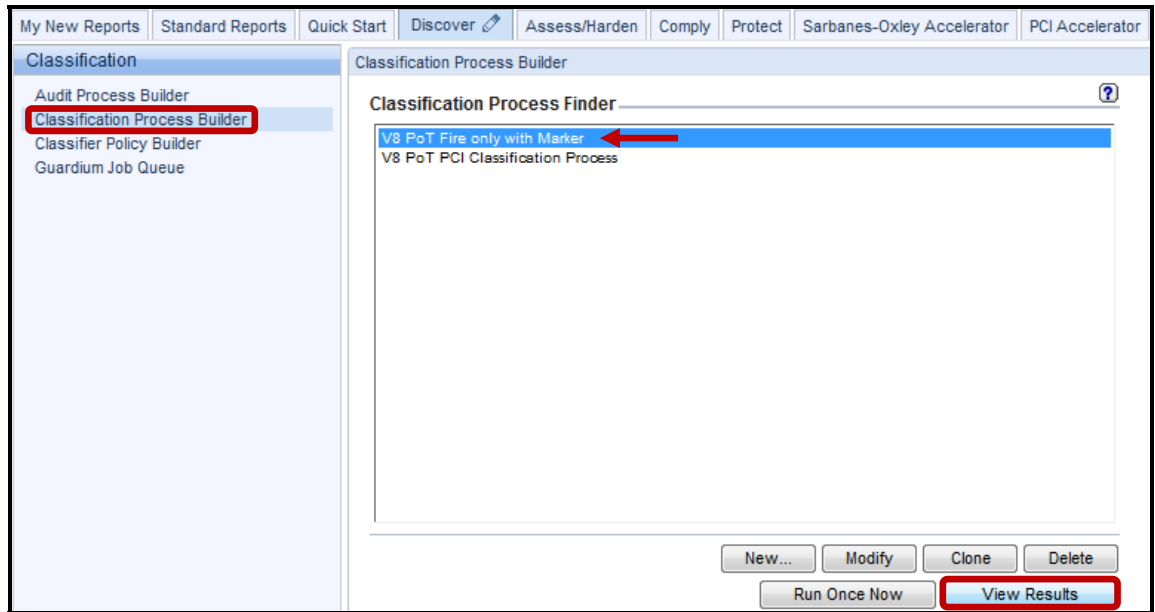 My New Reports Standard Reports Quick Start Discover Assess/Harden Comply Protect Sarbanes-Oxley Accelerator PCI Accelerator
Classification
Audit Process Builder
Classification Process Builder
Classifier Policy Builder
Guardium Job Queue
Classification Process Builder
Classification Process Finder
?
V8 PoT Fire only with Marker
V8 PoT PCI Classification Process
New... Modify Clone Delete
Run Once Now View Results